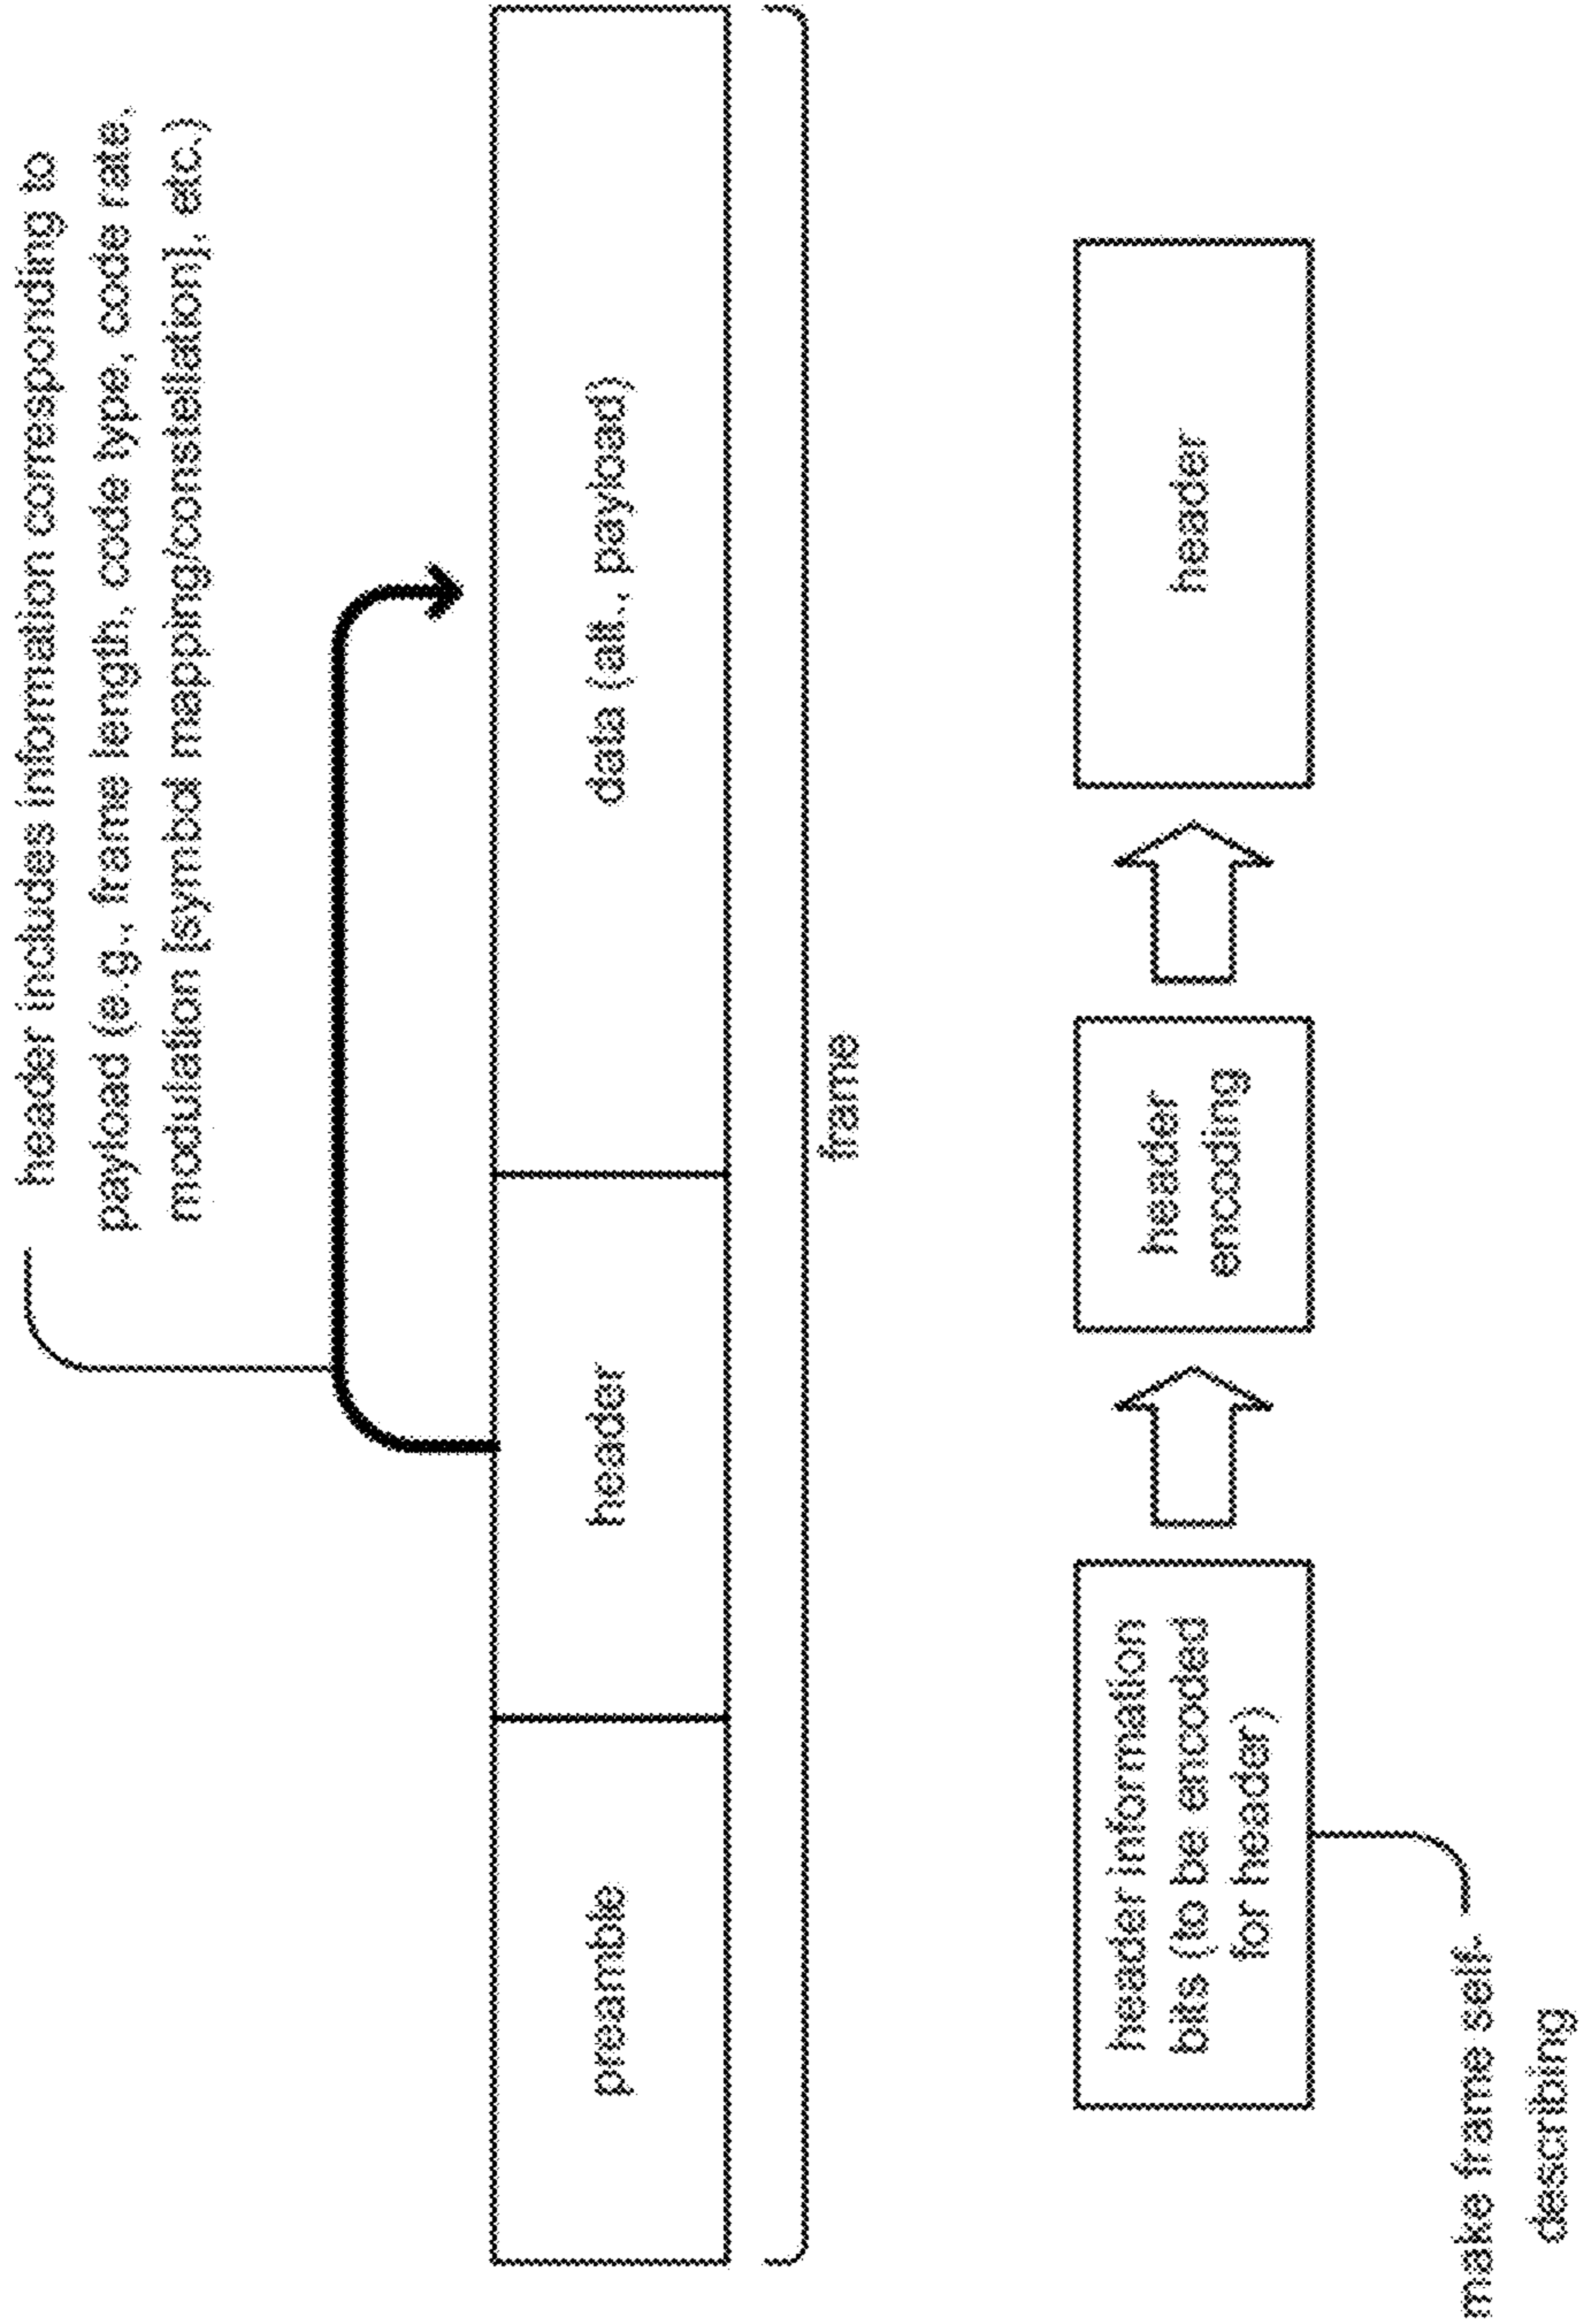 header includes information corresponding to
payload (e.g., frame length, code type, code rate,
modulation [symbol mapping/constellation], etc.)
preamble
header
data (alt., payload)
frame
header information
bits (to be encoded
for header)
header
encoding
header
make frame self-
describing